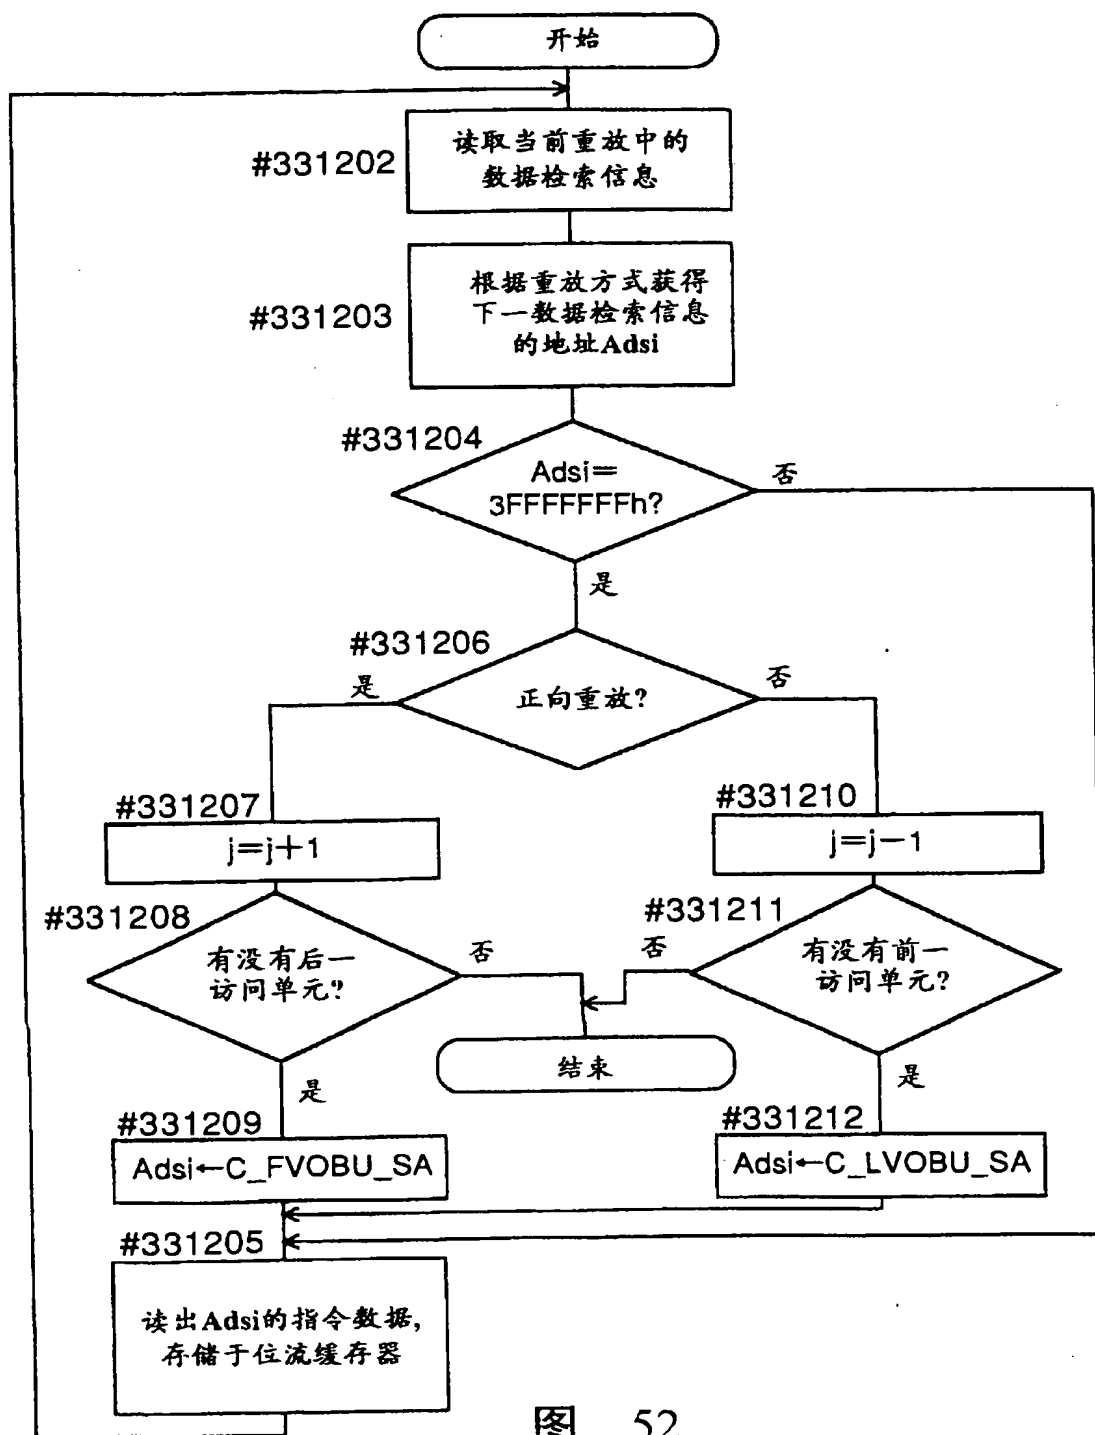 开始
#331202
读取当前重放中的
数据检索信息
#331203
根据重放方式获得
下一数据检索信息
的地址Adsi
#331204
Adsi=
3FFFFFFFh?
否
是
#331206
正向重放?
是
否
#331207
j=j+1
#331210
j=j-1
#331208
有没有后一
访问单元?
否
#331211
有没有前一
访问单元?
否
结束
是
是
#331209
Adsi←C_FVOBU_SA
#331212
Adsi←C_LVOBU_SA
#331205
读出Adsi的指令数据,
存储于位流缓存器
图 52